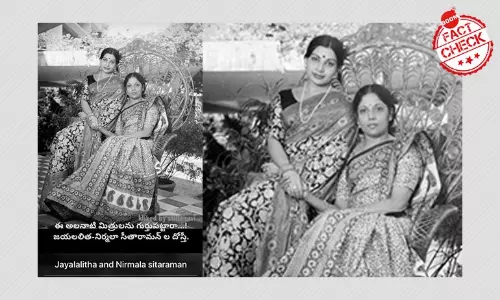 ఈ అలనాటి మిత్రులను గుర్తుపట్టారా...!
జయలలిత-నిర్మలా సీతారామన్ ల దోస్తీ.
Jayalalitha and Nirmala sitaraman
FACT
CHECK